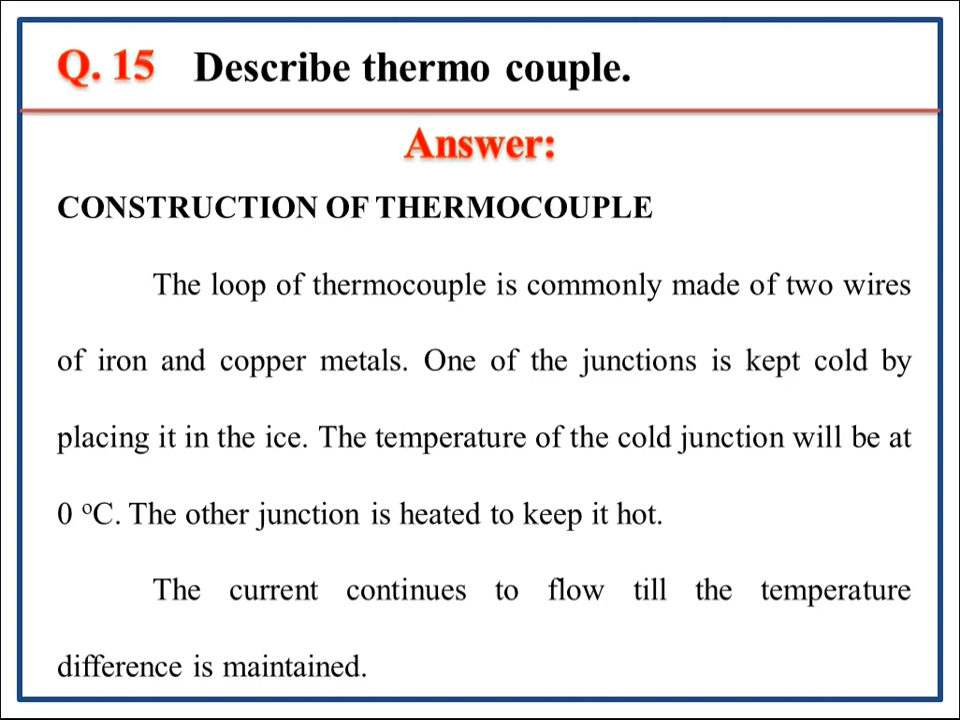 Q. 15 Describe thermo couple.
Answer:
CONSTRUCTION OF THERMOCOUPLE
The loop of thermocouple is commonly made of two wires
of iron and copper metals. One of the junctions is kept cold by
placing it in the ice. The temperature of the cold junction will be at
0 ᵒC. The other junction is heated to keep it hot.
The current continues to flow till the temperature
difference is maintained.